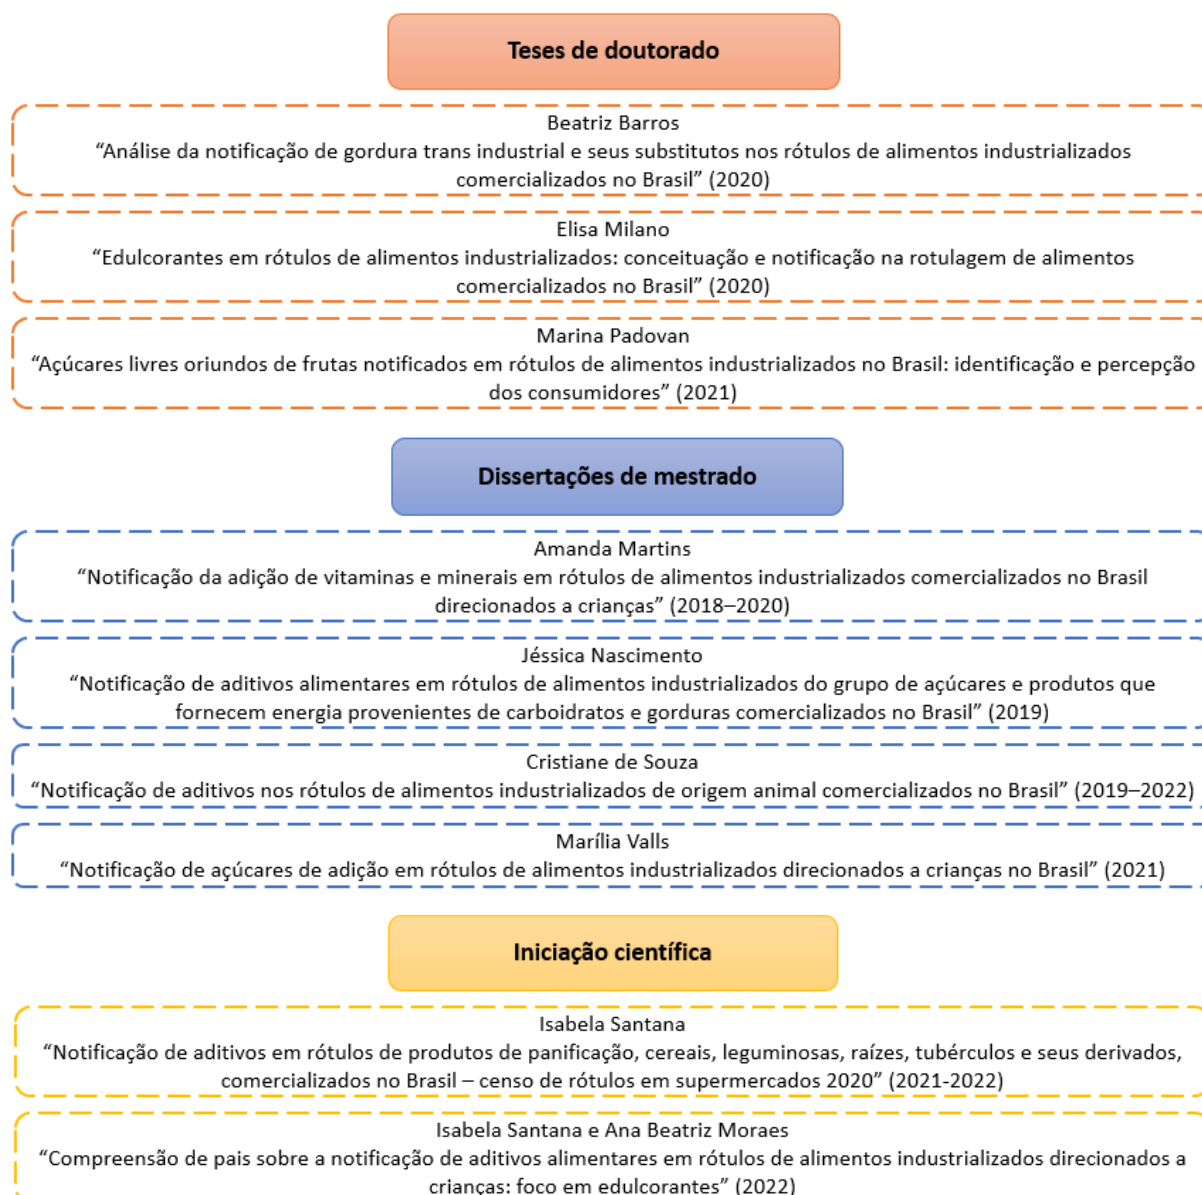 Teses de doutorado
Beatriz Barros
“Análise da notificação de gordura trans industrial e seus substitutos nos rótulos de alimentos industrializados
comercializados no Brasil” (2020)
Elisa Milano
“Edulcorantes em rótulos de alimentos industrializados: conceituação e notificação na rotulagem de alimentos
comercializados no Brasil” (2020)
Marina Padovan
“Açúcares livres oriundos de frutas notificados em rótulos de alimentos industrializados no Brasil: identificação e percepção
dos consumidores” (2021)
Dissertações de mestrado
Amanda Martins
“Notificação da adição de vitaminas e minerais em rótulos de alimentos industrializados comercializados no Brasil
direcionados a crianças” (2018–2020)
Jéssica Nascimento
“Notificação de aditivos alimentares em rótulos de alimentos industrializados do grupo de açúcares e produtos que
fornecem energia provenientes de carboidratos e gorduras comercializados no Brasil” (2019)
Cristiane de Souza
“Notificação de aditivos nos rótulos de alimentos industrializados de origem animal comercializados no Brasil” (2019–2022)
Marília Valls
“Notificação de açúcares de adição em rótulos de alimentos industrializados direcionados a crianças no Brasil” (2021)
Iniciação científica
Isabela Santana
“Notificação de aditivos em rótulos de produtos de panificação, cereais, leguminosas, raízes, tubérculos e seus derivados,
comercializados no Brasil – censo de rótulos em supermercados 2020” (2021-2022)
Isabela Santana e Ana Beatriz Moraes
“Compreensão de pais sobre a notificação de aditivos alimentares em rótulos de alimentos industrializados direcionados a
crianças: foco em edulcorantes” (2022)